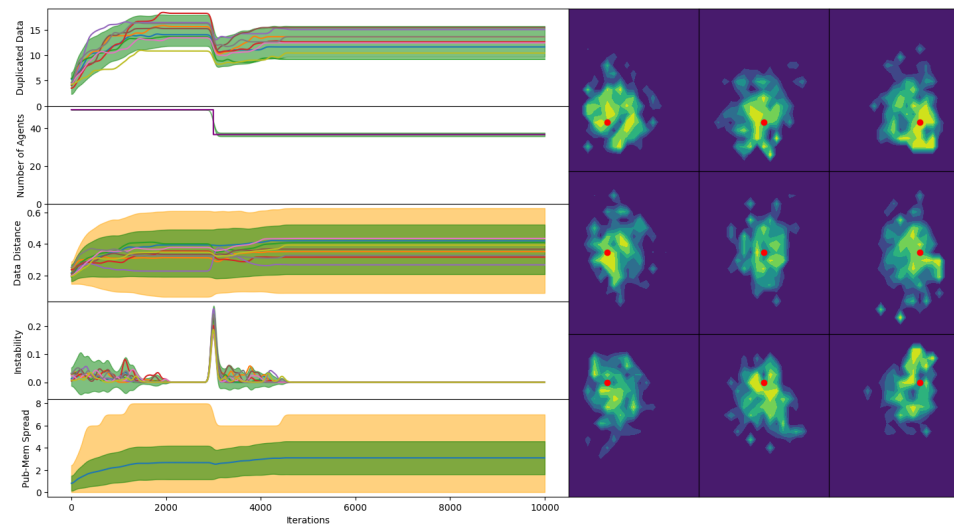 Duplicated Data
15
10
5
0
Number of Agents
40
20
0
Data Distance
0.6
0.4
0.2
Instability
0.2
0.1
0.0
Pub-Mem Spread
8
6
4
2
0
0 2000 4000 6000 8000 10000
Iterations